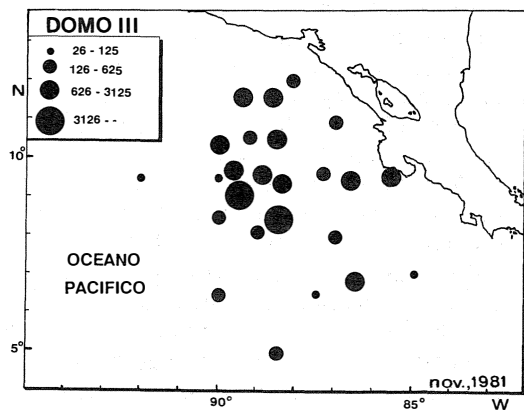 DOMO III
26 - 125
126 - 625
626 - 3125
3126 - -
N
10°
OCEANO
PACIFICO
5°
nov.,1981
90°
85°
W